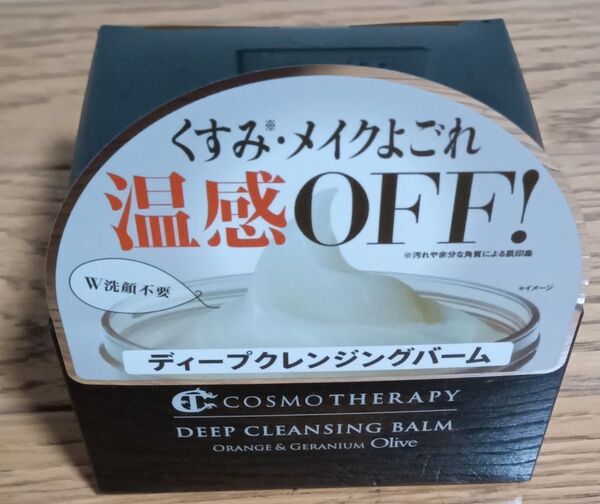 くすみ※・メイクよごれ
温感OFF!
※汚れや余分な角質による肌印象
W洗顔不要
※イメージ
ディープクレンジングバーム
COSMOTHERAPY
DEEP CLEANSING BALM
ORANGE & GERANIUM Olive